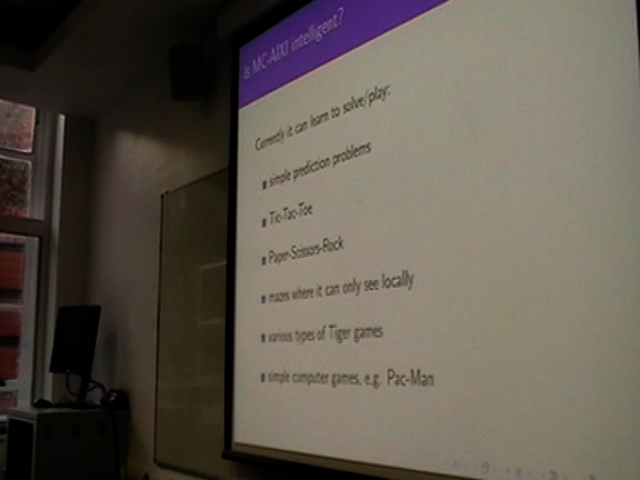 Is MC-AIXI intelligent?
Currently it can learn to solve/play:
simple prediction problems
Tic-Tac-Toe
Paper-Scissors-Rock
mazes where it can only see locally
various types of Tiger games
simple computer games, e.g. Pac-Man